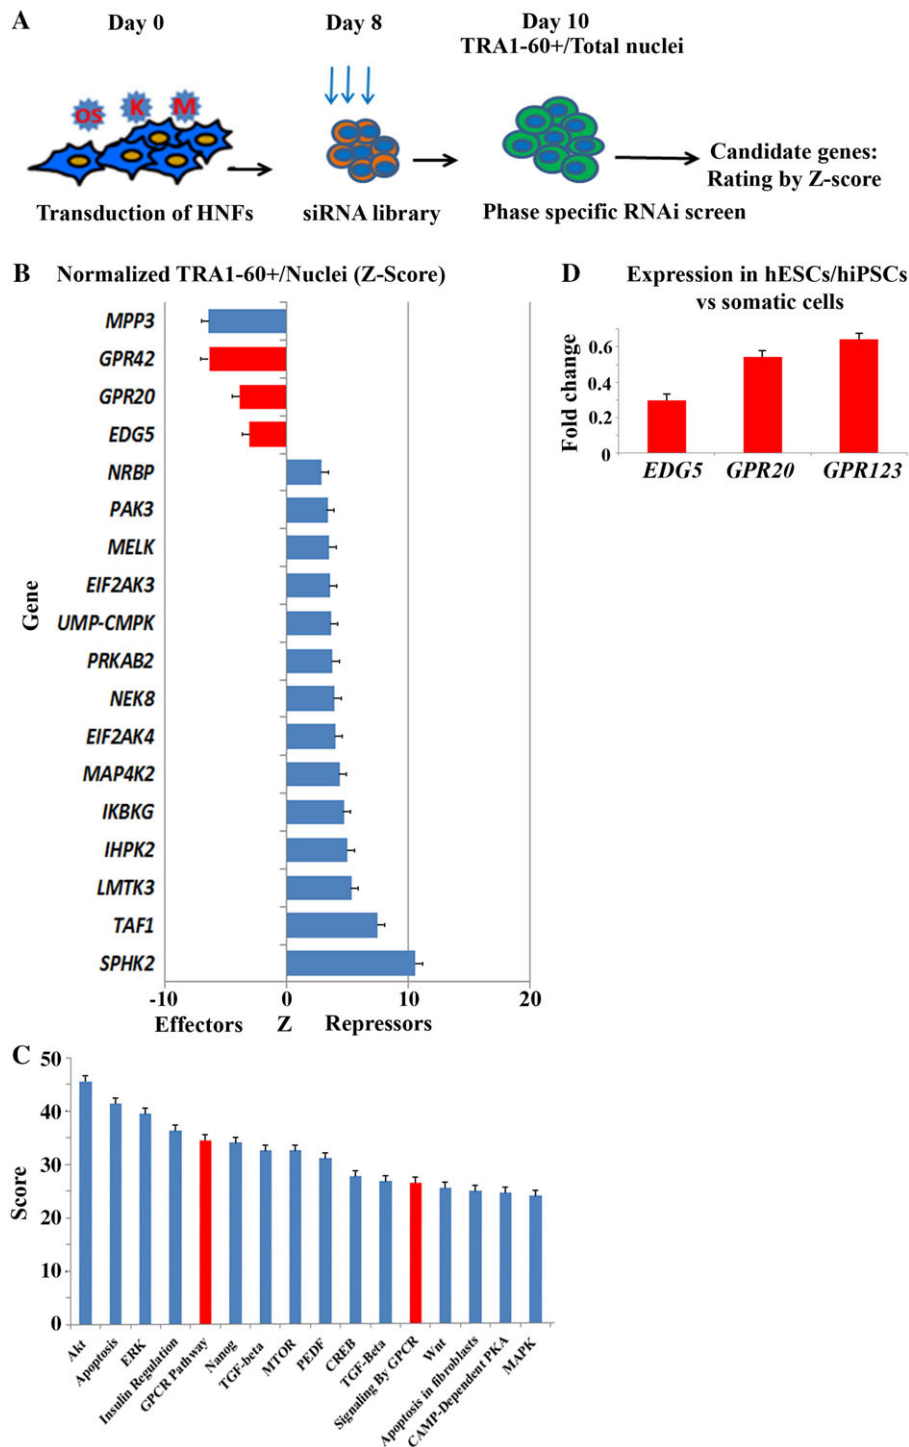 A
Day 0
Day 8
Day 10
TRA1-60+/Total nuclei
OS
K
M
Candidate genes:
Rating by Z-score
Transduction of HNFs
siRNA library
Phase specific RNAi screen
B
Normalized TRA1-60+/Nuclei (Z-Score)
MPP3
GPR42
GPR20
EDG5
NRBP
PAK3
MELK
EIF2AK3
UMP-CMPK
PRKAB2
NEK8
EIF2AK4
MAP4K2
IKBKG
IHPK2
LMTK3
TAF1
SPHK2
Gene
-10
0
10
20
Effectors
Z
Repressors
D
Expression in hESCs/hiPSCs
vs somatic cells
Fold change
0.6
0.4
0.2
0
EDG5
GPR20
GPR123
C
Score
50
40
30
20
10
0
Akt
Apoptosis
ERK
Insulin Regulation
GPCR Pathway
Nanog
TGF-beta
MTOR
PEDF
CREB
TGF-Beta
Signaling By GPCR
Wnt
Apoptosis in fibroblasts
CAMP-Dependent PKA
MAPK